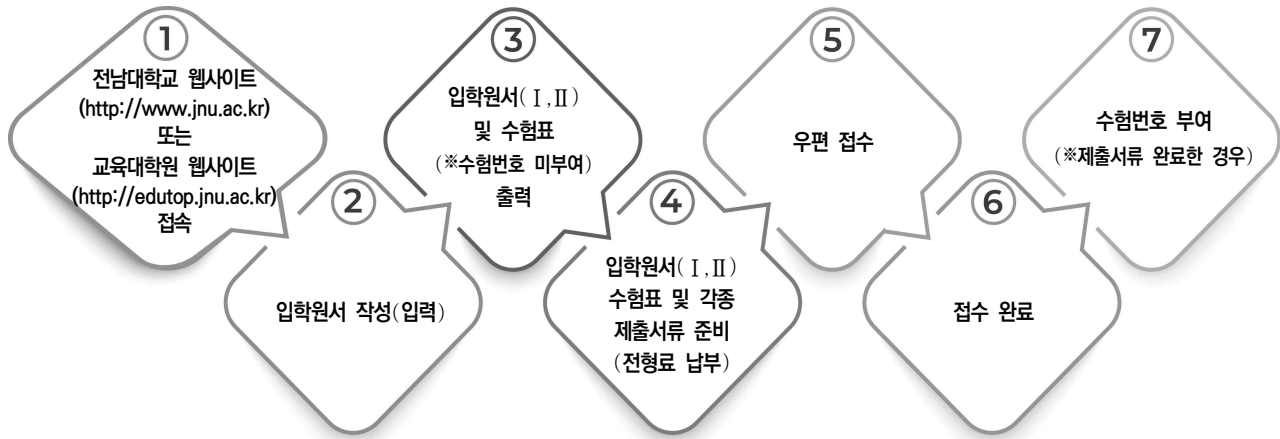 ①
전남대학교 웹사이트
(http://www.jnu.ac.kr)
또는
교육대학원 웹사이트
(http://edutop.jnu.ac.kr)
접속
②
입학원서 작성(입력)
③
입학원서(Ⅰ,Ⅱ)
및 수험표
(※수험번호 미부여)
출력
④
입학원서(Ⅰ,Ⅱ)
수험표 및 각종
제출서류 준비
(전형료 납부)
⑤
우편 접수
⑥
접수 완료
⑦
수험번호 부여
(※제출서류 완료한 경우)